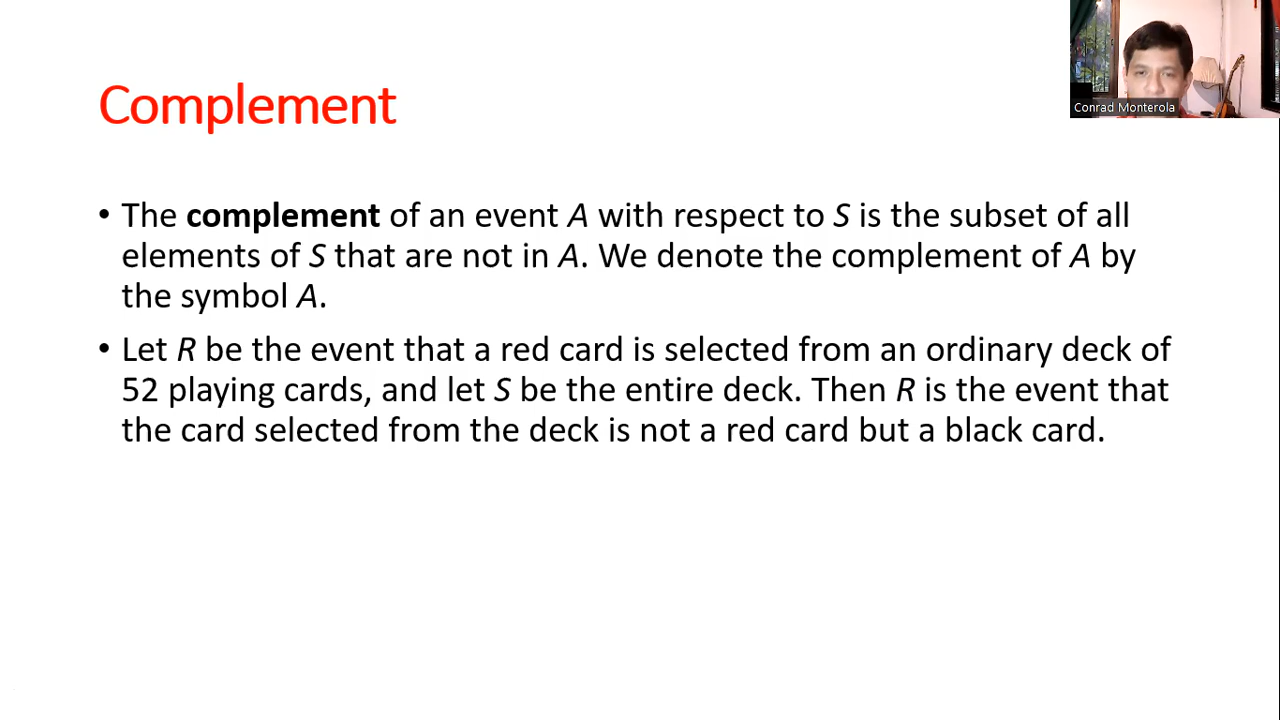 Complement
Conrad Monterola
• The complement of an event A with respect to S is the subset of all
elements of S that are not in A. We denote the complement of A by
the symbol A.
• Let R be the event that a red card is selected from an ordinary deck of
52 playing cards, and let S be the entire deck. Then R is the event that
the card selected from the deck is not a red card but a black card.